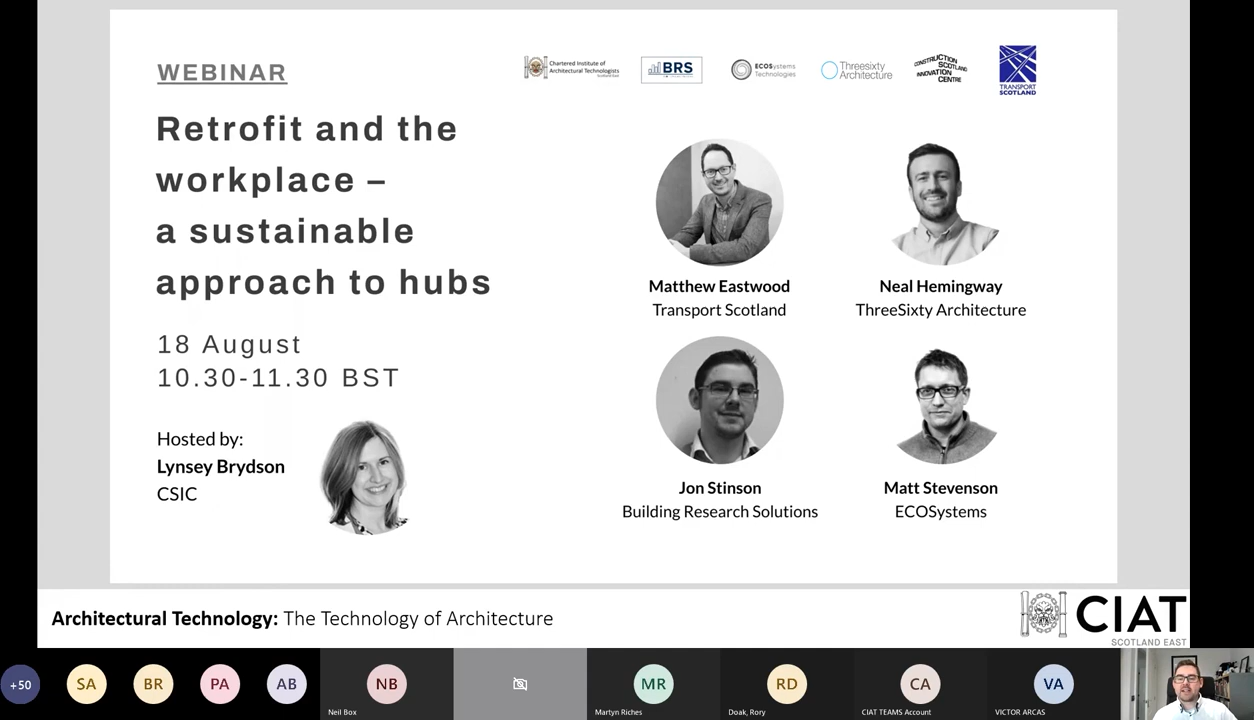 WEBINAR
Retrofit and the
workplace –
a sustainable
approach to hubs
18 August
10.30-11.30 BST
Hosted by:
Lynsey Brydson
CSIC
Chartered Institute of
Architectural Technologists
BRS
ECOSystems
Technologies
Threesixty
Architecture
CONSTRUCTION
SCOTLAND
INNOVATION
CENTRE
TRANSPORT
SCOTLAND
Matthew Eastwood
Transport Scotland
Neal Hemingway
ThreeSixty Architecture
Jon Stinson
Building Research Solutions
Matt Stevenson
ECOSystems
Architectural Technology: The Technology of Architecture
CIAT
SCOTLAND EAST
+50
SA
BR
PA
AB
NB
Neil Box
MR
Martyn Riches
RD
Doak, Rory
CA
CIAT TEAMS Account
VA
VICTOR ARCAS